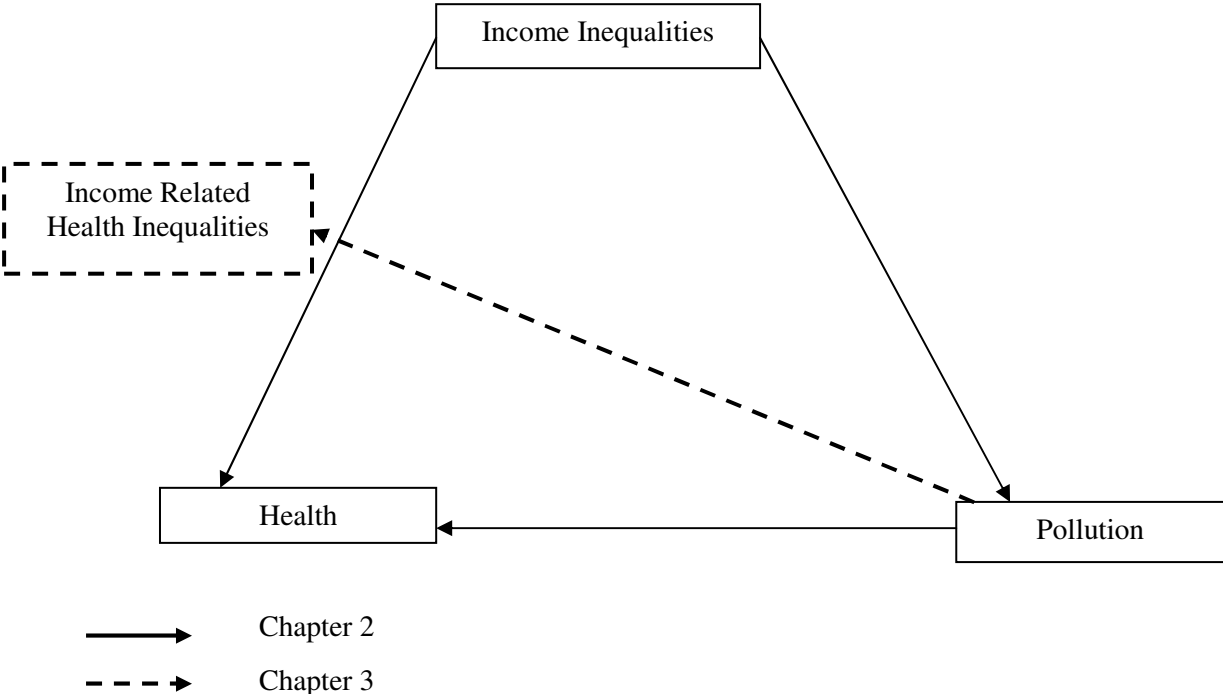 Income Inequalities
Income Related
Health Inequalities
Health
Pollution
Chapter 2
Chapter 3